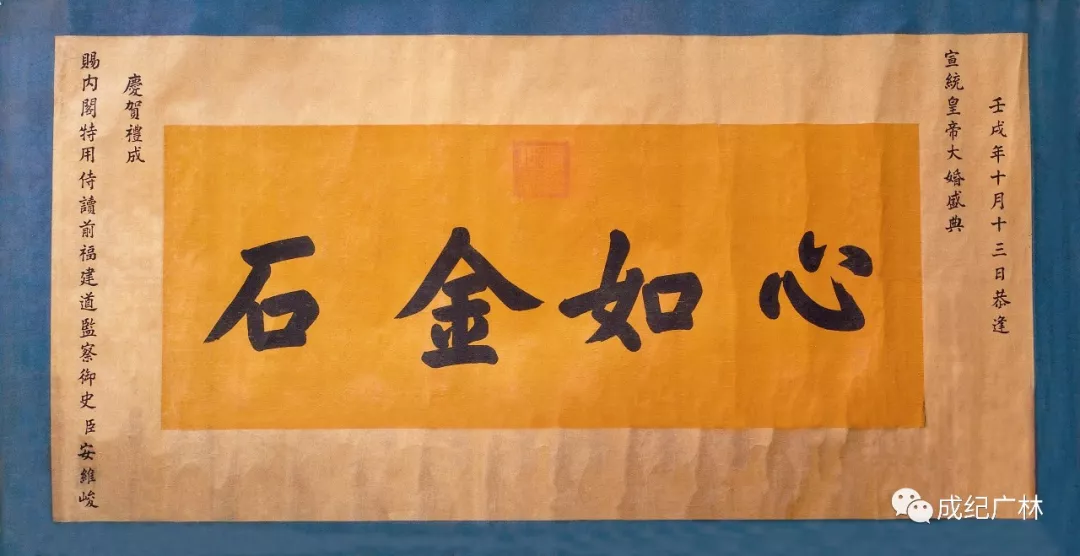 壬戌年十月十三日恭逢
宣統皇帝大婚盛典
心如金石
慶賀禮成
賜內閣特用侍讀前福建道監察御史臣安維峻
成纪广林